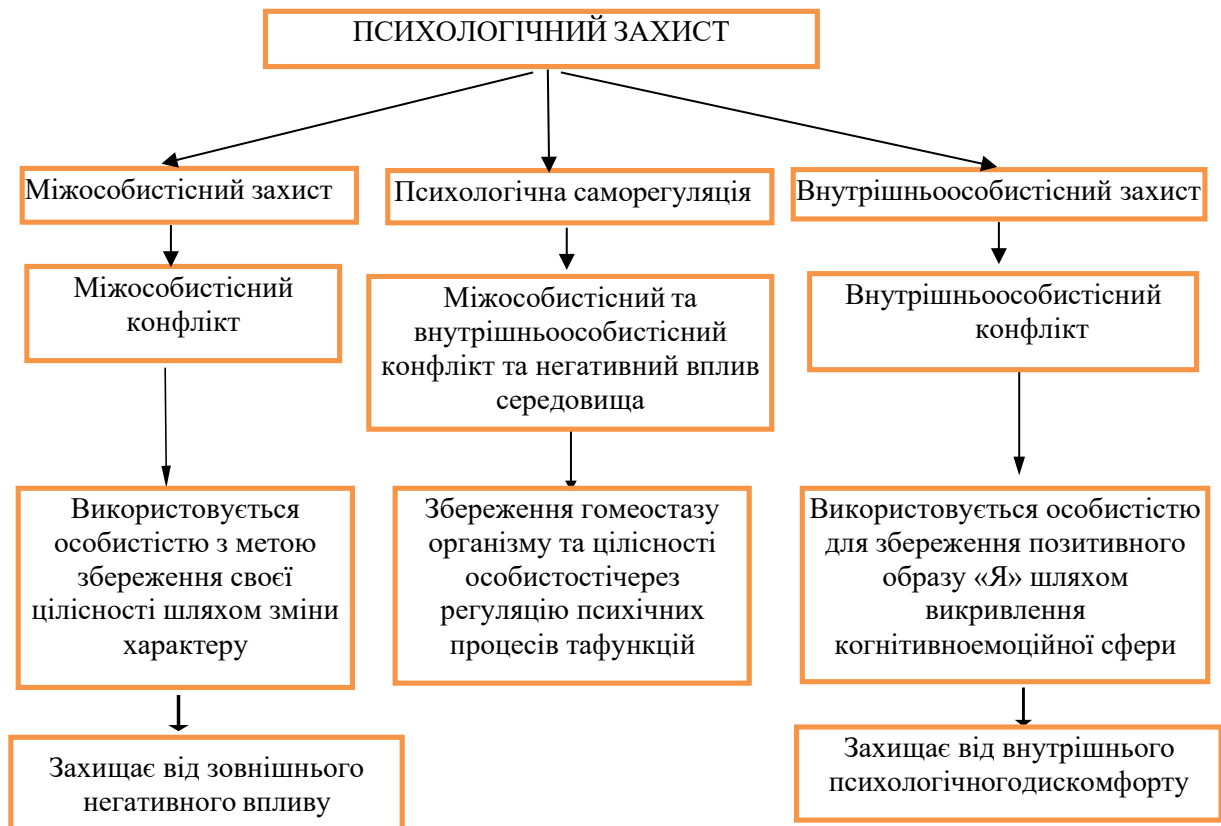 ПСИХОЛОГІЧНИЙ ЗАХИСТ
Міжособистісний захист
Психологічна саморегуляція
Внутрішньоособистісний захист
Міжособистісний
конфлікт
Міжособистісний та
внутрішньоособистісний
конфлікт та негативний вплив
середовища
Внутрішньоособистісний
конфлікт
Використовується
особистістю з метою
збереження своєї
цілісності шляхом зміни
характеру
Збереження гомеостазу
організму та цілісності
особистостічерез
регуляцію психічних
процесів тафункцій
Використовується особистістю
для збереження позитивного
образу «Я» шляхом
викривлення
когнітивноемоційної сфери
Захищає від зовнішнього
негативного впливу
Захищає від внутрішнього
психологічногодискомфорту